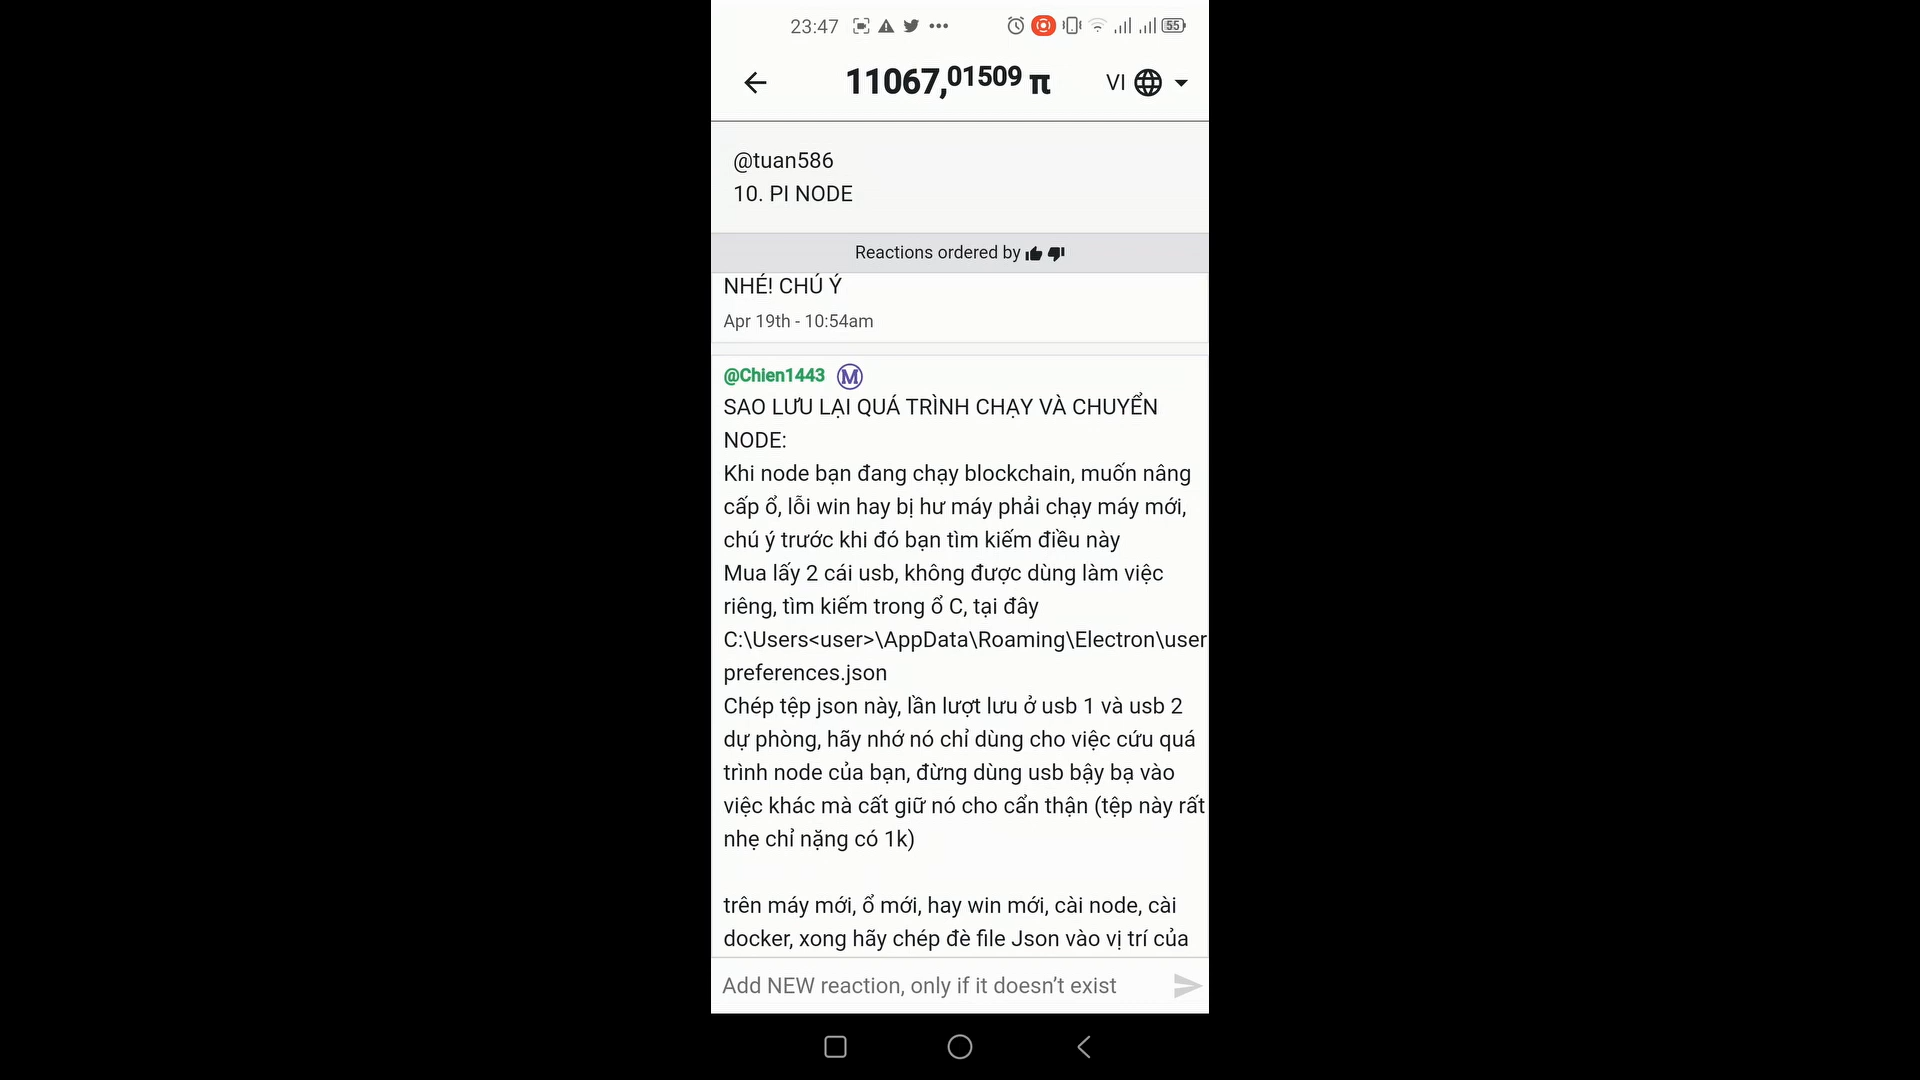 23:47
55
11067,01509 π
VI
@tuan586
10. PI NODE
Reactions ordered by
NHÉ! CHÚ Ý
Apr 19th - 10:54am
@Chien1443 M
SAO LƯU LẠI QUÁ TRÌNH CHẠY VÀ CHUYỂN
NODE:
Khi node bạn đang chạy blockchain, muốn nâng
cấp ổ, lỗi win hay bị hư máy phải chạy máy mới,
chú ý trước khi đó bạn tìm kiếm điều này
Mua lấy 2 cái usb, không được dùng làm việc
riêng, tìm kiếm trong ổ C, tại đây
C:\Users<user>\AppData\Roaming\Electron\user
preferences.json
Chép tệp json này, lần lượt lưu ở usb 1 và usb 2
dự phòng, hãy nhớ nó chỉ dùng cho việc cứu quá
trình node của bạn, đừng dùng usb bậy bạ vào
việc khác mà cất giữ nó cho cẩn thận (tệp này rất
nhẹ chỉ nặng có 1k)
trên máy mới, ổ mới, hay win mới, cài node, cài
docker, xong hãy chép đè file Json vào vị trí của
Add NEW reaction, only if it doesn’t exist